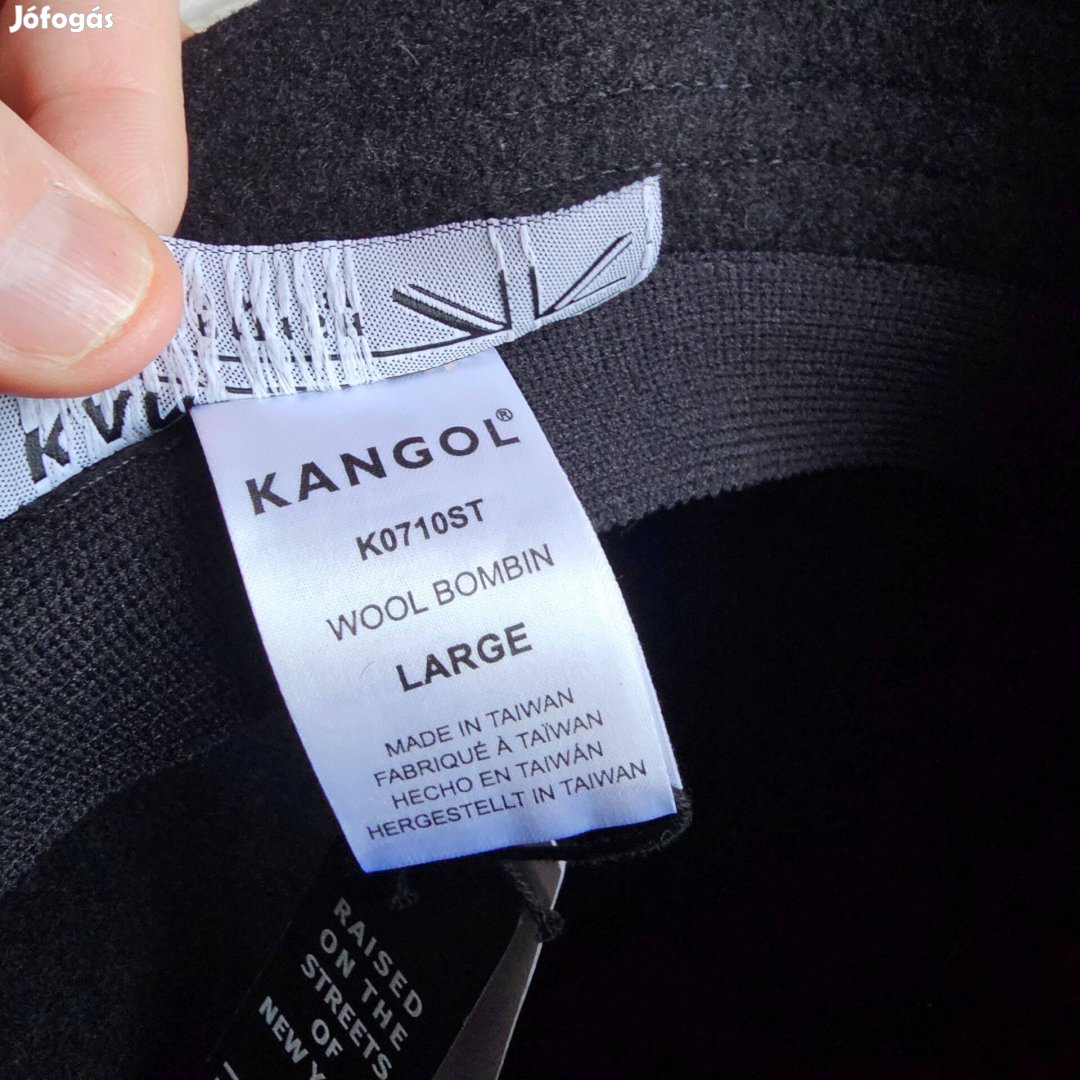 Jófogás
KANGOL®
K0710ST
WOOL BOMBIN
LARGE
MADE IN TAIWAN
FABRIQUÉ À TAÏWAN
HECHO EN TAIWÁN
HERGESTELLT IN TAIWAN
RAISED
ON THE
STREETS
OF
NEW Y